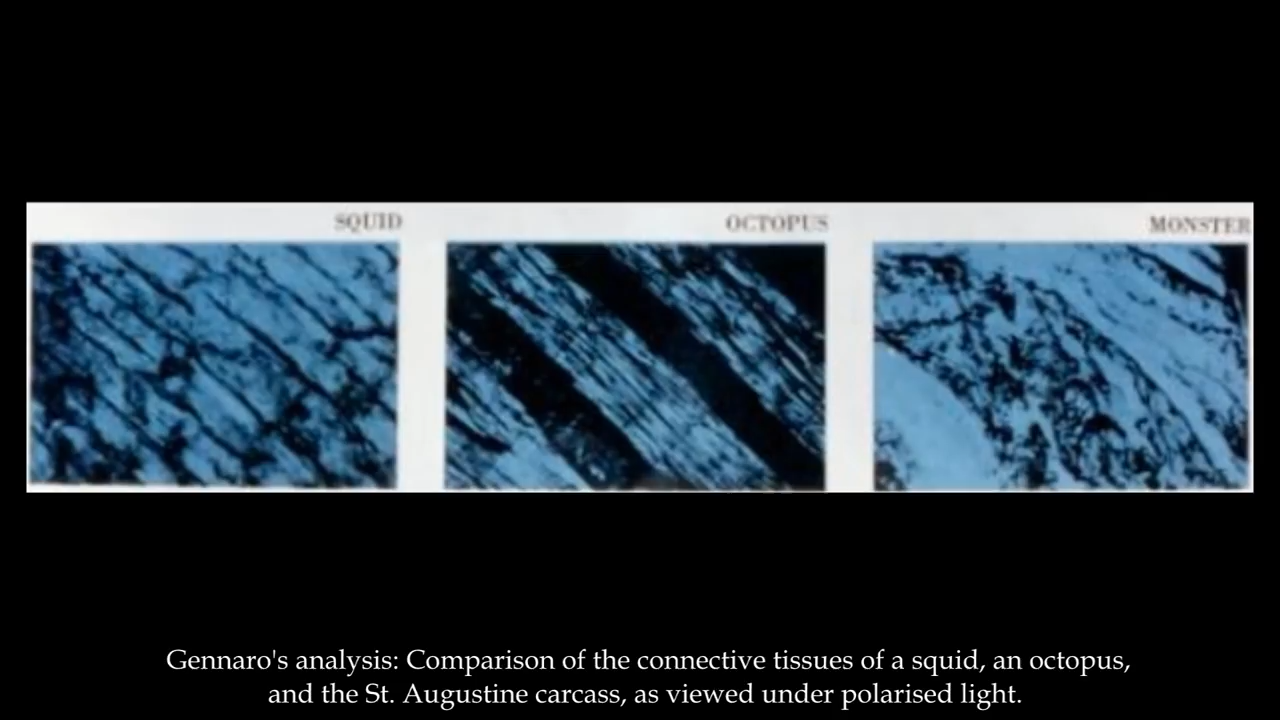 SQUID
OCTOPUS
MONSTER
Gennaro's analysis: Comparison of the connective tissues of a squid, an octopus,
and the St. Augustine carcass, as viewed under polarised light.